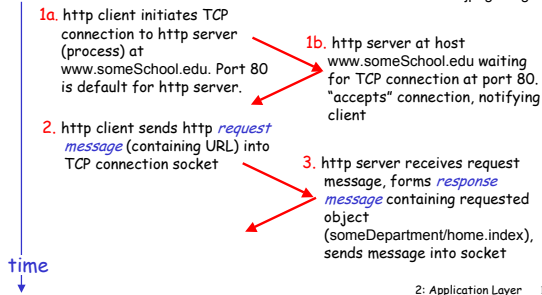 1a. http client initiates TCP
connection to http server
(process) at
www.someSchool.edu. Port 80
is default for http server.
1b. http server at host
www.someSchool.edu waiting
for TCP connection at port 80.
“accepts” connection, notifying
client
2. http client sends http request
message (containing URL) into
TCP connection socket
3. http server receives request
message, forms response
message containing requested
object
(someDepartment/home.index),
sends message into socket
time
2: Application Layer